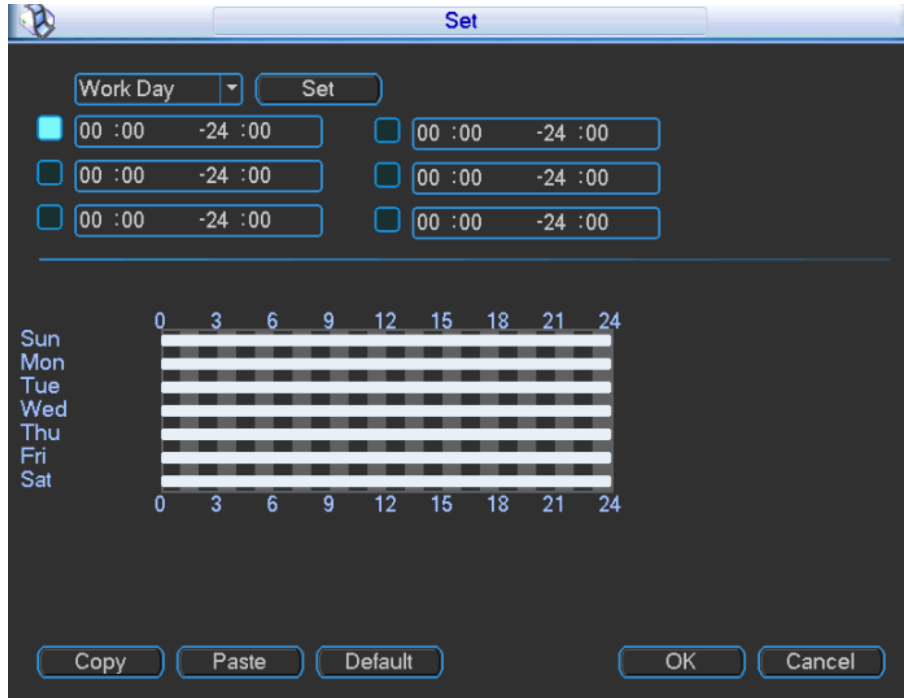 Set
Work Day Set
00 :00 -24 :00 00 :00 -24 :00
00 :00 -24 :00 00 :00 -24 :00
00 :00 -24 :00 00 :00 -24 :00
0 3 6 9 12 15 18 21 24
Sun
Mon
Tue
Wed
Thu
Fri
Sat
0 3 6 9 12 15 18 21 24
Copy Paste Default OK Cancel